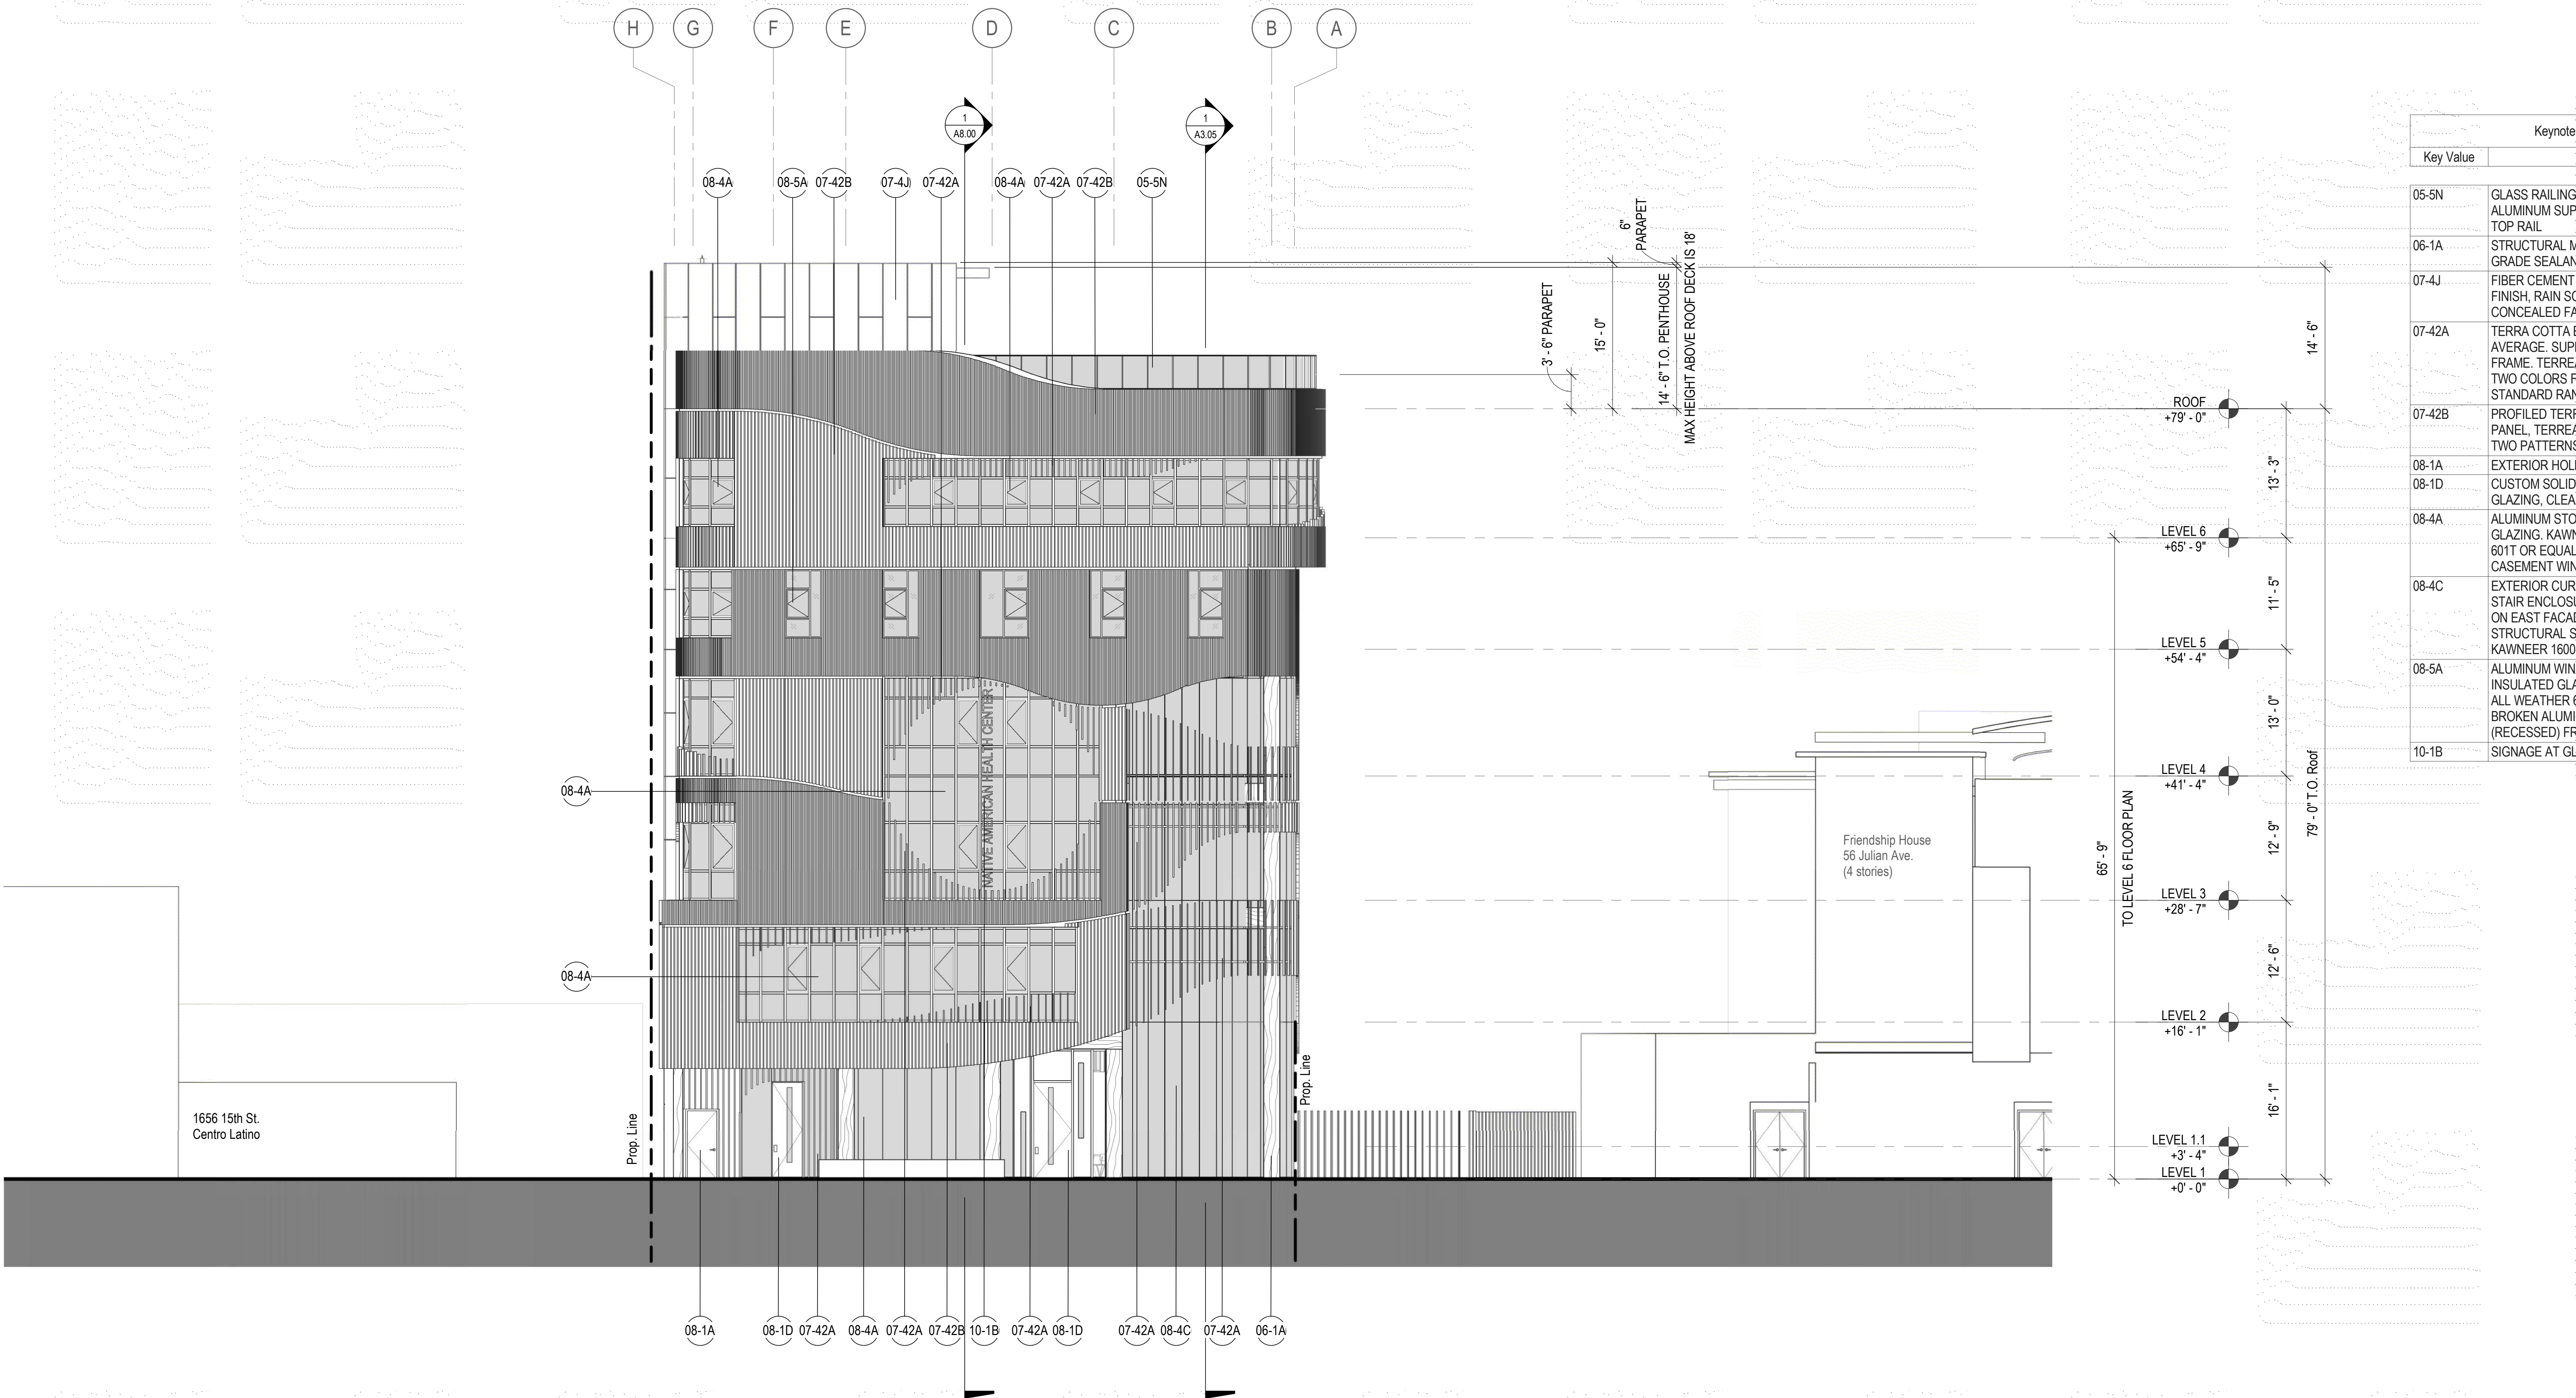 H G F E D C B A
1
A8.00
1
A3.05
08-4A 08-5A 07-42B 07-4J 07-42A 08-4A 07-42A 07-42B 05-5N
6"
PARAPET
3' - 6" PARAPET
15' - 0"
14' - 6" T.O. PENTHOUSE
MAX HEIGHT ABOVE ROOF DECK IS 18'
14' - 6"
ROOF
+79' - 0"
13' - 3"
LEVEL 6
+65' - 9"
11' - 5"
LEVEL 5
+54' - 4"
13' - 0"
LEVEL 4
+41' - 4"
12' - 9"
LEVEL 3
+28' - 7"
12' - 6"
LEVEL 2
+16' - 1"
16' - 1"
LEVEL 1.1
+3' - 4"
LEVEL 1
+0' - 0"
65' - 9"
TO LEVEL 6 FLOOR PLAN
79' - 0" T.O. Roof
NATIVE AMERICAN HEALTH CENTER
08-4A
08-4A
Friendship House
56 Julian Ave.
(4 stories)
1656 15th St.
Centro Latino
Prop. Line
Prop. Line
08-1A 08-1D 07-42A 08-4A 07-42A 07-42B 10-1B 07-42A 08-1D 07-42A 08-4C 07-42A 06-1A
Keynote
Key Value
05-5N GLASS RAILING
ALUMINUM SUP
TOP RAIL
06-1A STRUCTURAL M
GRADE SEALAN
07-4J FIBER CEMENT
FINISH, RAIN SC
CONCEALED FA
07-42A TERRA COTTA B
AVERAGE. SUP
FRAME. TERREA
TWO COLORS F
STANDARD RAN
07-42B PROFILED TERR
PANEL, TERREA
TWO PATTERNS
08-1A EXTERIOR HOL
08-1D CUSTOM SOLID
GLAZING, CLEA
08-4A ALUMINUM STO
GLAZING. KAWN
601T OR EQUAL
CASEMENT WIN
08-4C EXTERIOR CUR
STAIR ENCLOSU
ON EAST FACAD
STRUCTURAL S
KAWNEER 1600
08-5A ALUMINUM WIN
INSULATED GLA
ALL WEATHER 6
BROKEN ALUMI
(RECESSED) FR
10-1B SIGNAGE AT GL